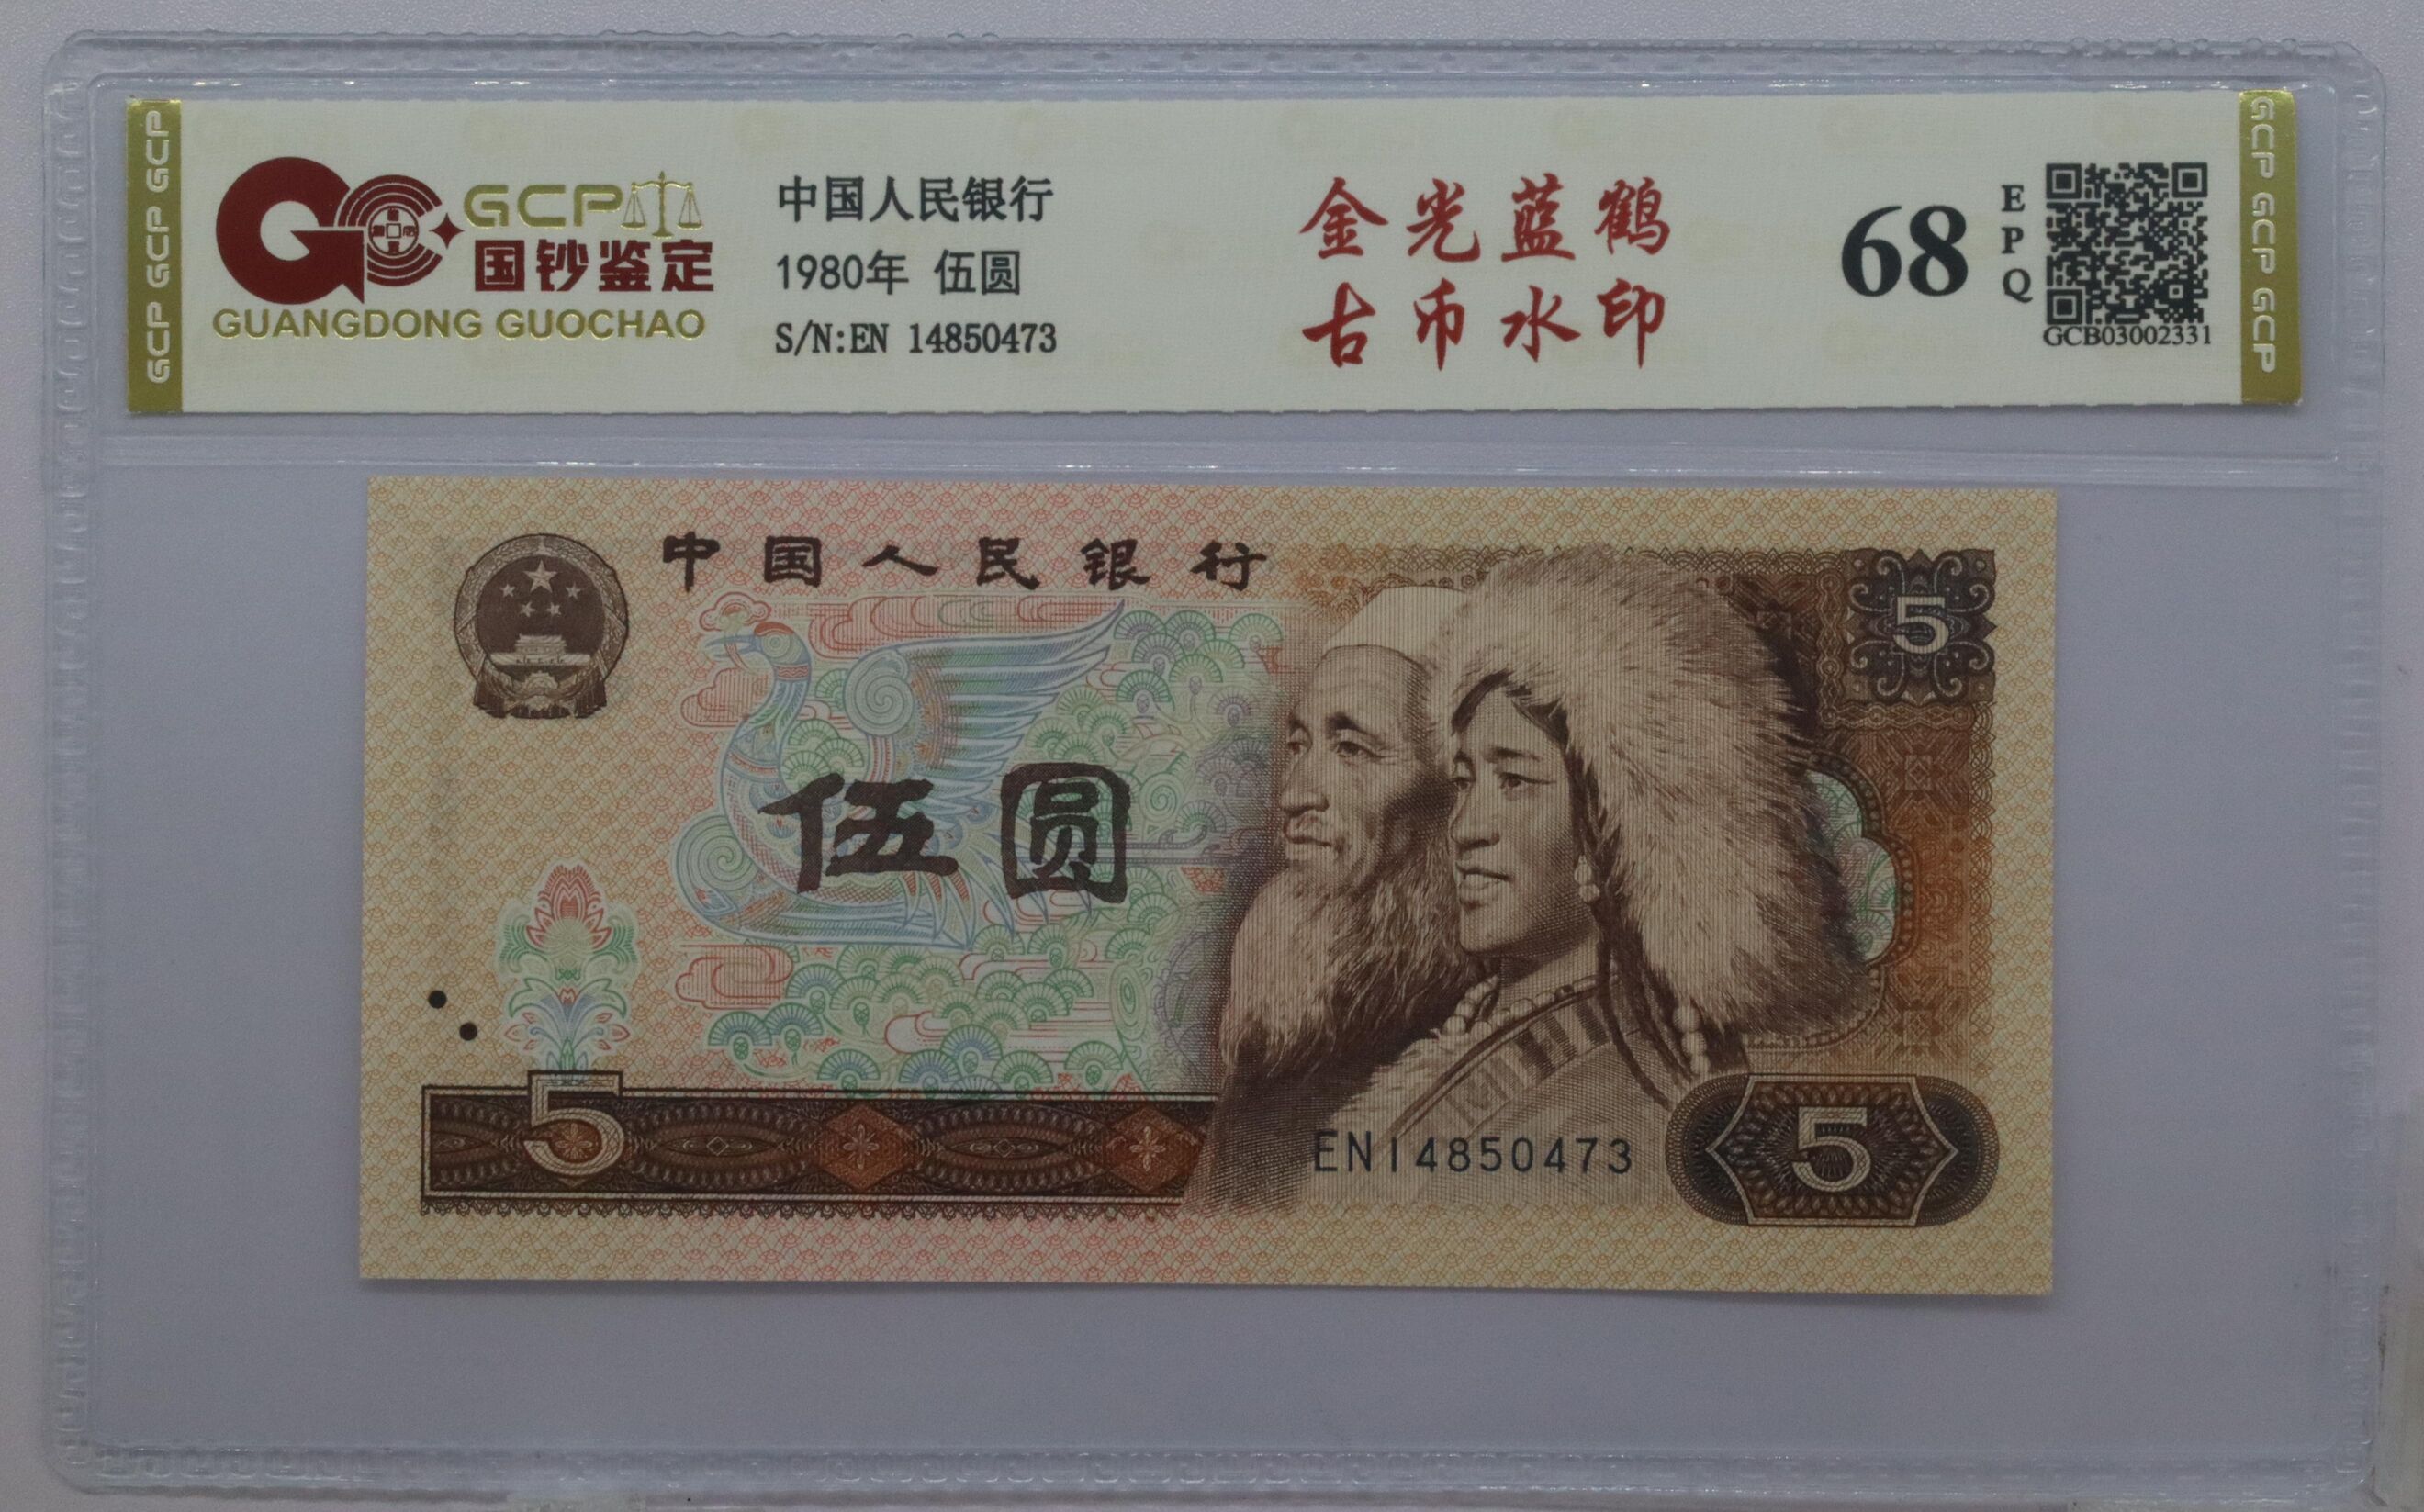 GCP GCP GCP
GCP
国钞鉴定
GUANGDONG GUOCHAO
中国人民银行
1980年 伍圆
S/N:EN 14850473
金光蓝鹤
古币水印
68
EPQ
GCB03002331
GCP GCP GCP
中国人民银行
5
伍圆
5
EN14850473
5